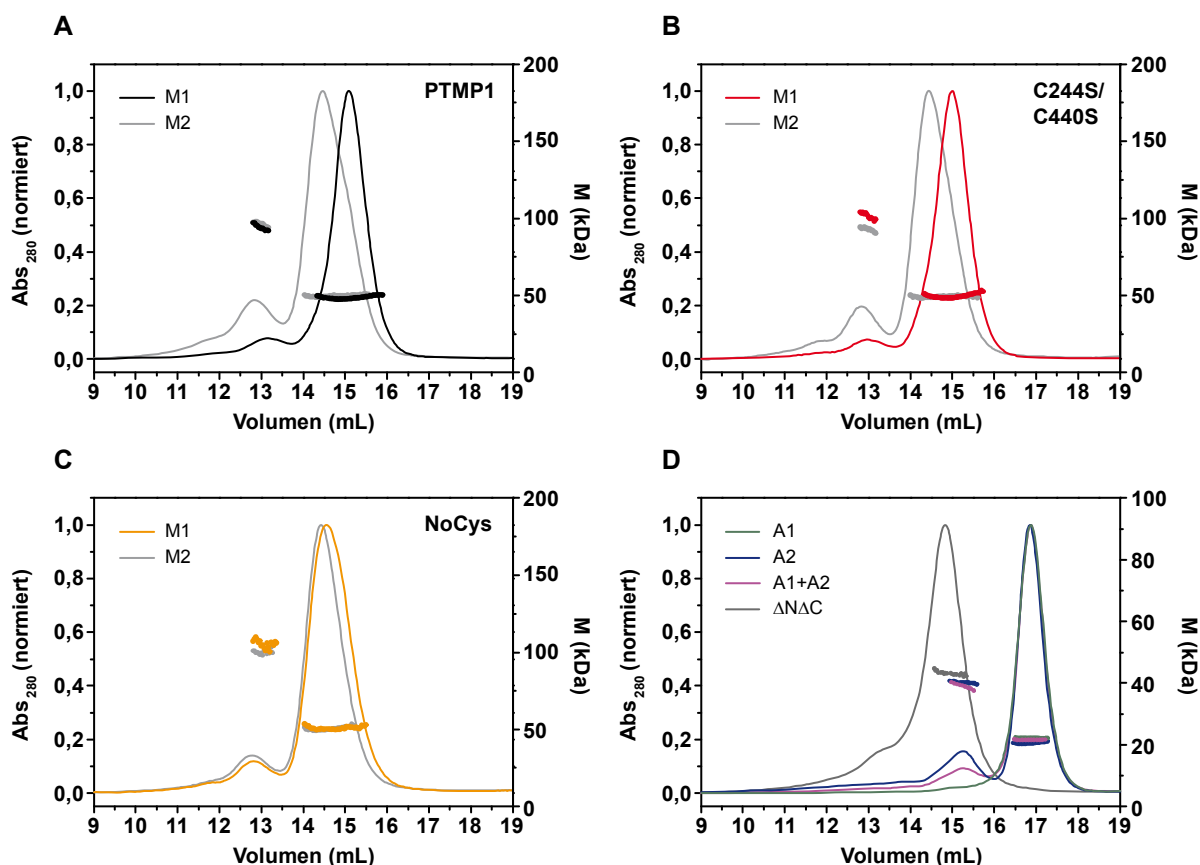 A
PTMP1
M1
M2
Abs280 (normiert)
1,0
0,8
0,6
0,4
0,2
0,0
200
150
100
50
0
M (kDa)
9 10 11 12 13 14 15 16 17 18 19
Volumen (mL)
B
C244S/
C440S
M1
M2
Abs280 (normiert)
1,0
0,8
0,6
0,4
0,2
0,0
200
150
100
50
0
M (kDa)
9 10 11 12 13 14 15 16 17 18 19
Volumen (mL)
C
NoCys
M1
M2
Abs280 (normiert)
1,0
0,8
0,6
0,4
0,2
0,0
200
150
100
50
0
M (kDa)
9 10 11 12 13 14 15 16 17 18 19
Volumen (mL)
D
A1
A2
A1+A2
ΔNΔC
Abs280 (normiert)
1,0
0,8
0,6
0,4
0,2
0,0
100
80
60
40
20
0
M (kDa)
9 10 11 12 13 14 15 16 17 18 19
Volumen (mL)